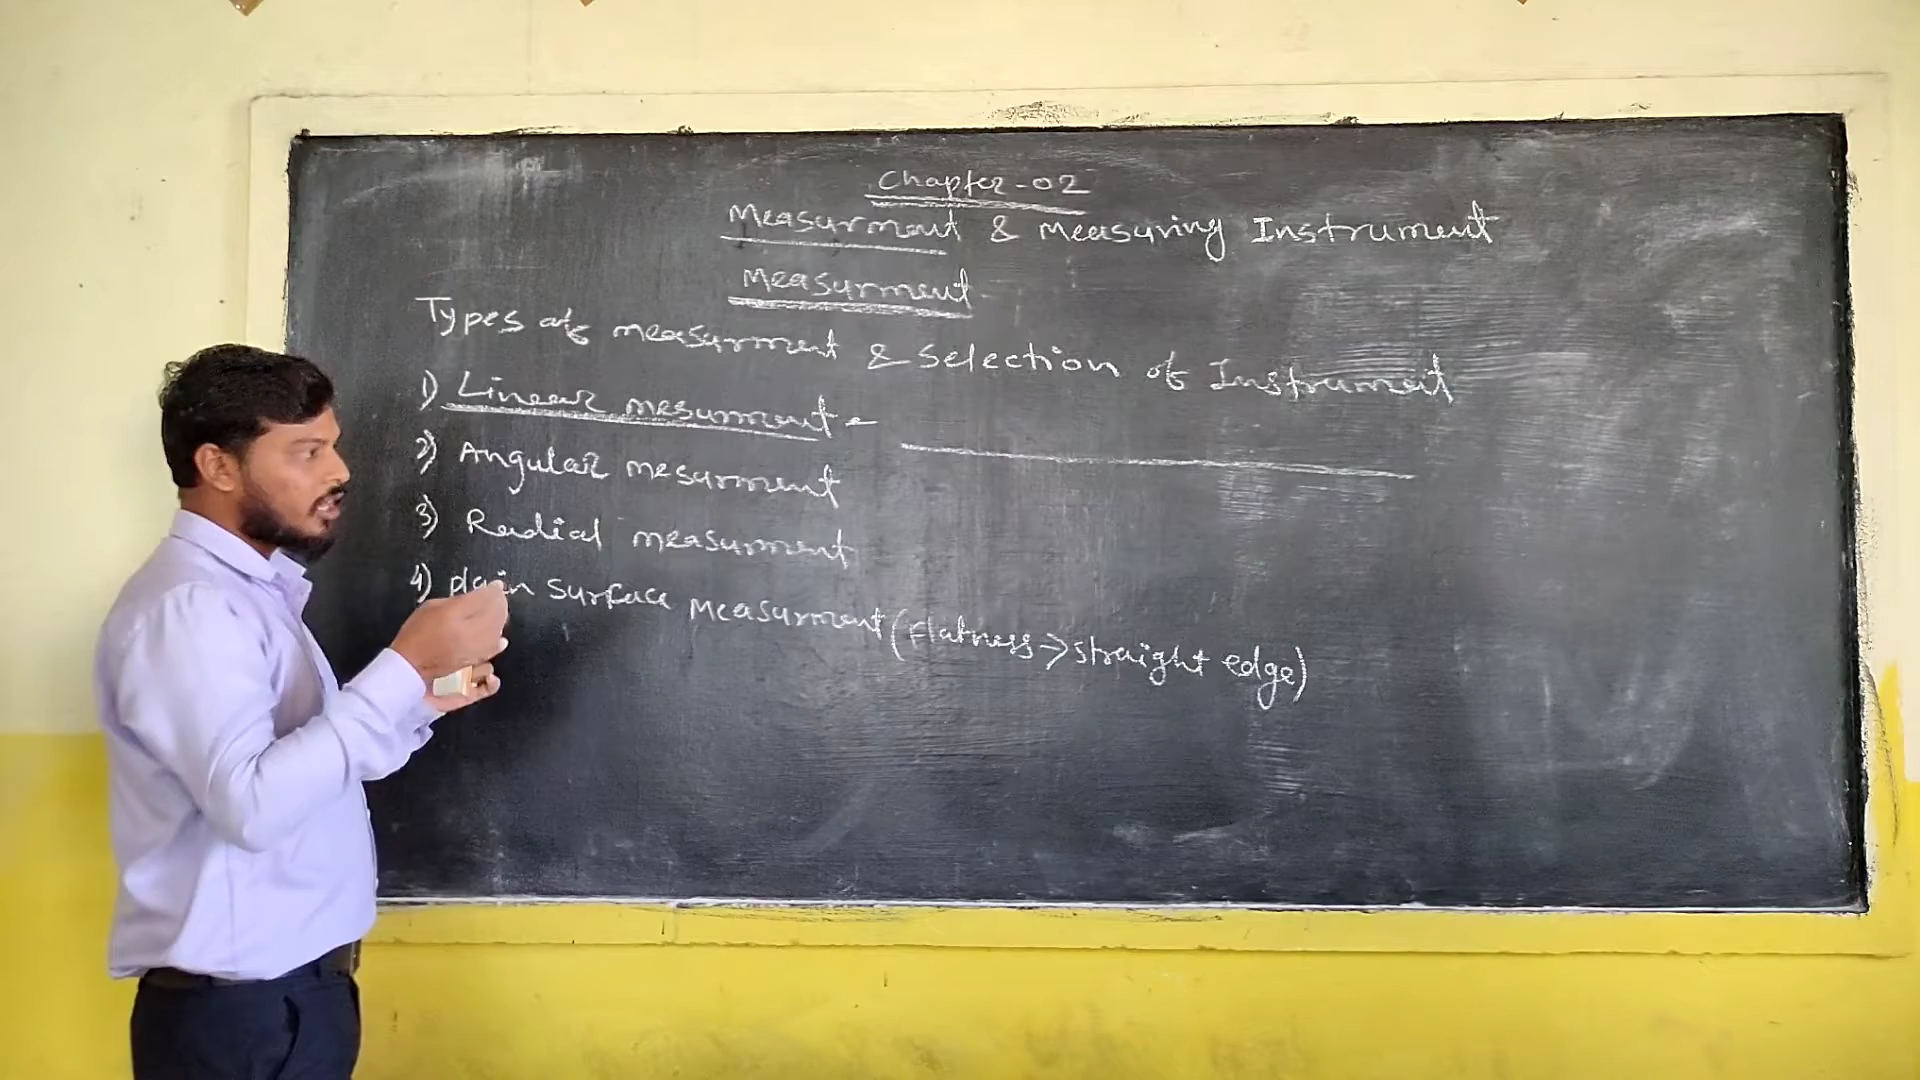 Chapter-02
Measurment & Measuring Instrument
Measurment
Types of measurment & Selection of Instrument
1) Linear mesurment -
2) Angular mesurment
3) Radial measurment
4) plain surface Measurment (Flatness → straight edge)